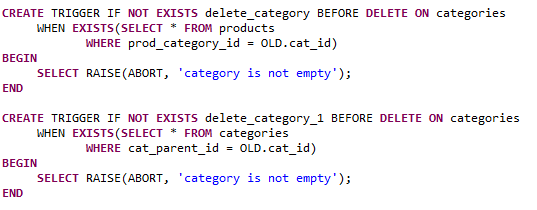 CREATE TRIGGER IF NOT EXISTS delete_category BEFORE DELETE ON categories
WHEN EXISTS(SELECT * FROM products
WHERE prod_category_id = OLD.cat_id)
BEGIN
SELECT RAISE(ABORT, 'category is not empty');
END
CREATE TRIGGER IF NOT EXISTS delete_category_1 BEFORE DELETE ON categories
WHEN EXISTS(SELECT * FROM categories
WHERE cat_parent_id = OLD.cat_id)
BEGIN
SELECT RAISE(ABORT, 'category is not empty');
END